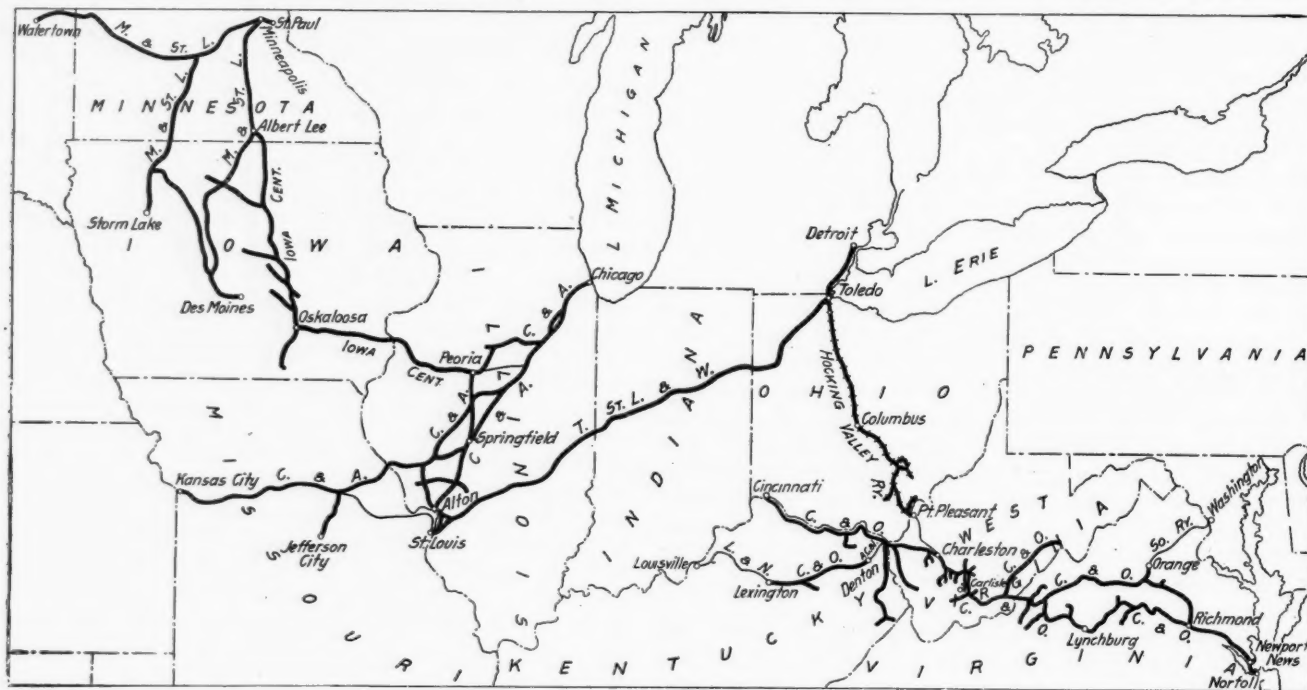 Watertown
M. & ST. L.
St. Paul
Minneapolis
MINNESOTA
M. & ST. L.
M. & ST. L.
Albert Lee
CENT.
IOWA
Storm Lake
IOWA
Des Moines
Oskaloosa
IOWA CENT.
L MICHIGAN
Chicago
C. & A.
Peoria
C. & A.
Springfield
ILLINOIS
Kansas City
C. & A.
Alton
St. Louis
Jefferson City
MISSOURI
T. ST. L. & W.
INDIANA
Detroit
Toledo
L. ERIE
HOCKING VALLEY RY.
OHIO
Columbus
PENNSYLVANIA
Cincinnati
C. & O.
Pt. Pleasant
WEST VIRGINIA
Charleston
Louisville
L. & N.
C. & O.
Lexington
Denton
KENTUCKY
Carlisle
C. & O.
C. & O.
So. Ry.
Washington
Orange
Lynchburg
C. & O.
Richmond
Newport News
Norfolk
VIRGINIA